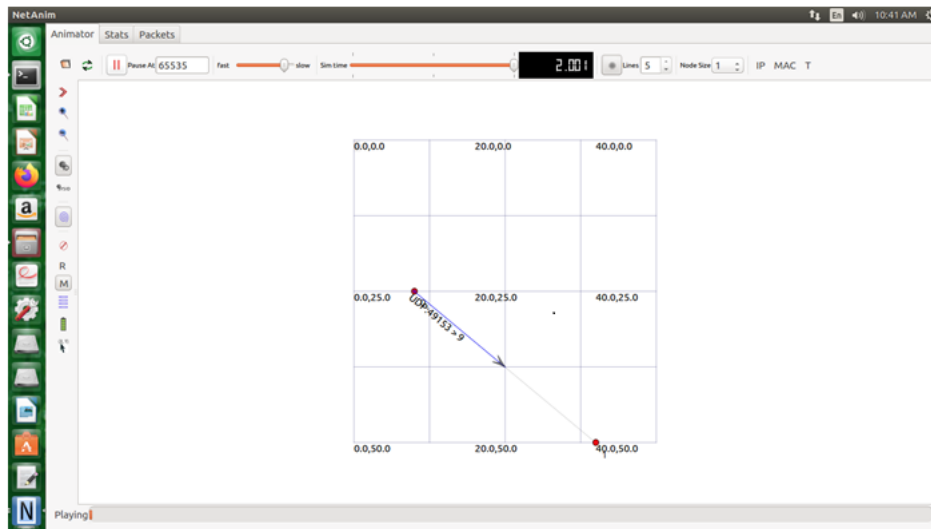 NetAnim
En 10:41 AM
Animator Stats Packets
Pause At 65535 Fast slow Sim time 2.001 Lines 5 Node Size 1 IP MAC T
0.0,0.0 20.0,0.0 40.0,0.0
R
M
0.0,25.0 20.0,25.0 40.0,25.0
UDP:49153 > 9
0.0,50.0 20.0,50.0 40.0,50.0
1
Playing